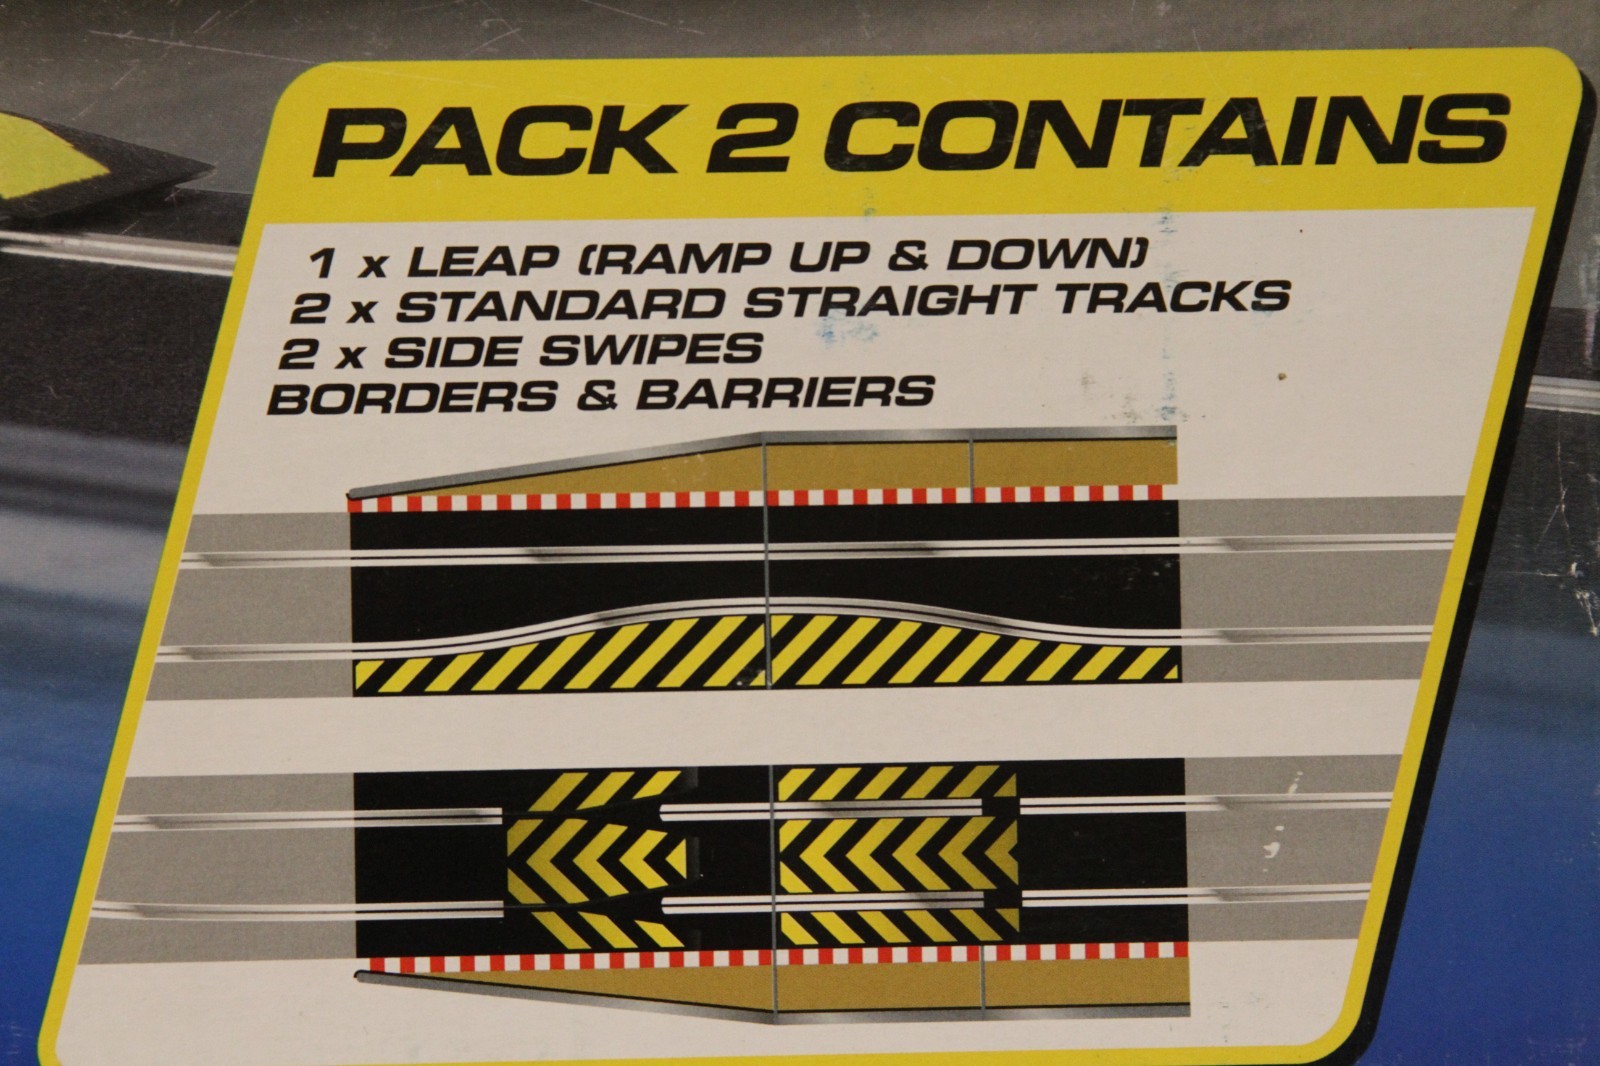 PACK 2 CONTAINS
1 x LEAP (RAMP UP & DOWN)
2 x STANDARD STRAIGHT TRACKS
2 x SIDE SWIPES
BORDERS & BARRIERS